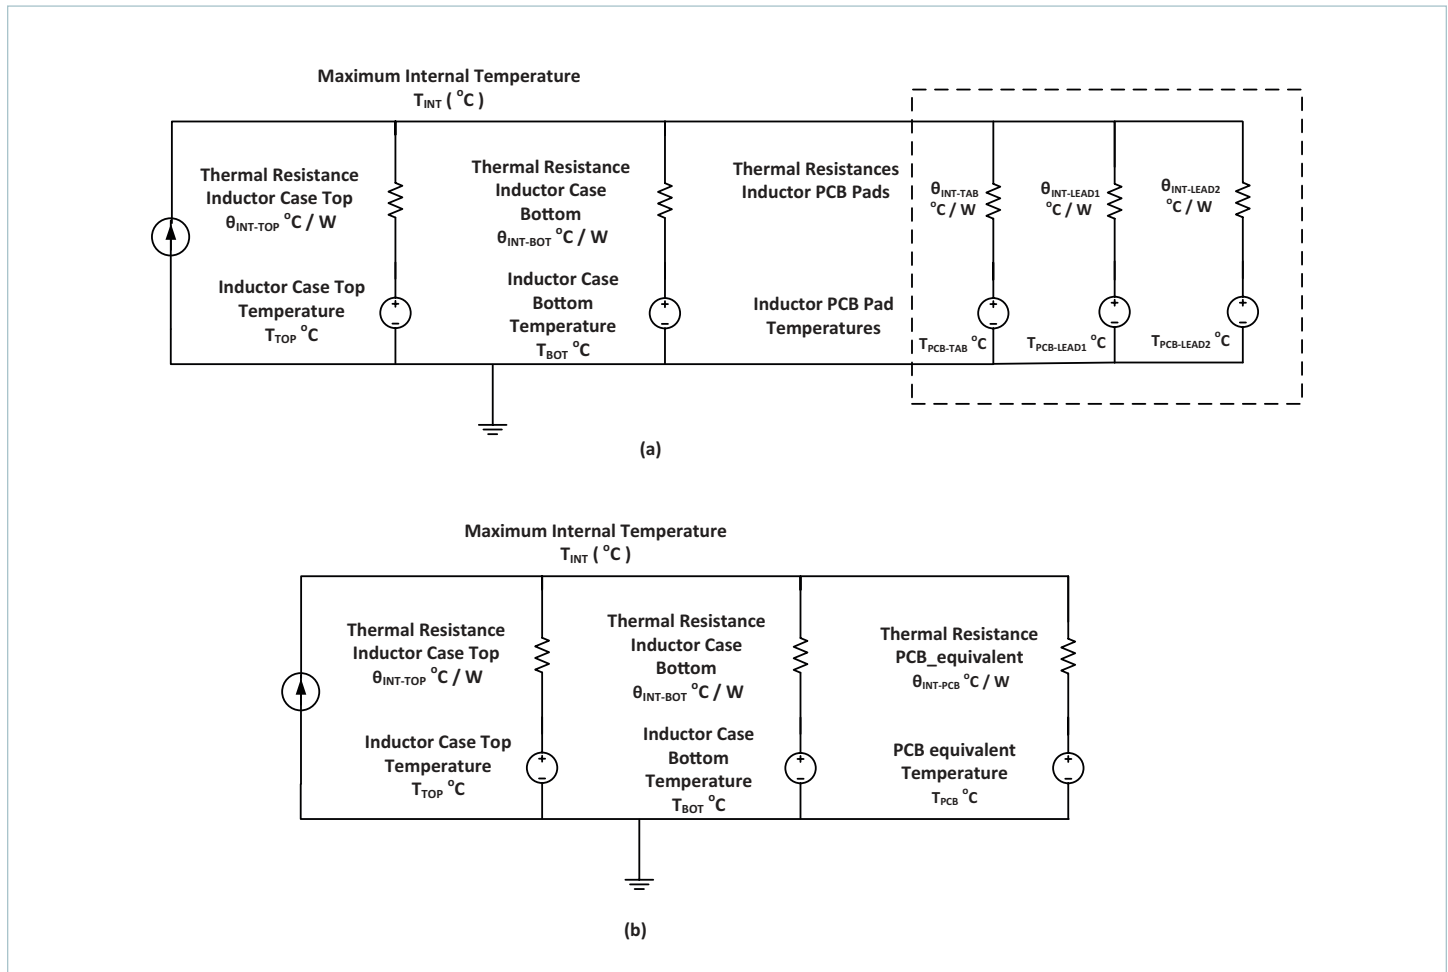 Maximum Internal Temperature
T_INT ( °C )
Thermal Resistance
Inductor Case Top
θ_INT-TOP °C / W
Inductor Case Top
Temperature
T_TOP °C
Thermal Resistance
Inductor Case
Bottom
θ_INT-BOT °C / W
Inductor Case
Bottom
Temperature
T_BOT °C
Thermal Resistances
Inductor PCB Pads
Inductor PCB Pad
Temperatures
θ_INT-TAB
°C / W
θ_INT-LEAD1
°C / W
θ_INT-LEAD2
°C / W
+
−
+
−
+
−
+
−
+
−
T_PCB-TAB °C
T_PCB-LEAD1 °C
T_PCB-LEAD2 °C
(a)
Maximum Internal Temperature
T_INT ( °C )
Thermal Resistance
Inductor Case Top
θ_INT-TOP °C / W
Inductor Case Top
Temperature
T_TOP °C
Thermal Resistance
Inductor Case
Bottom
θ_INT-BOT °C / W
Inductor Case
Bottom
Temperature
T_BOT °C
Thermal Resistance
PCB_equivalent
θ_INT-PCB °C / W
PCB equivalent
Temperature
T_PCB °C
+
−
+
−
+
−
(b)